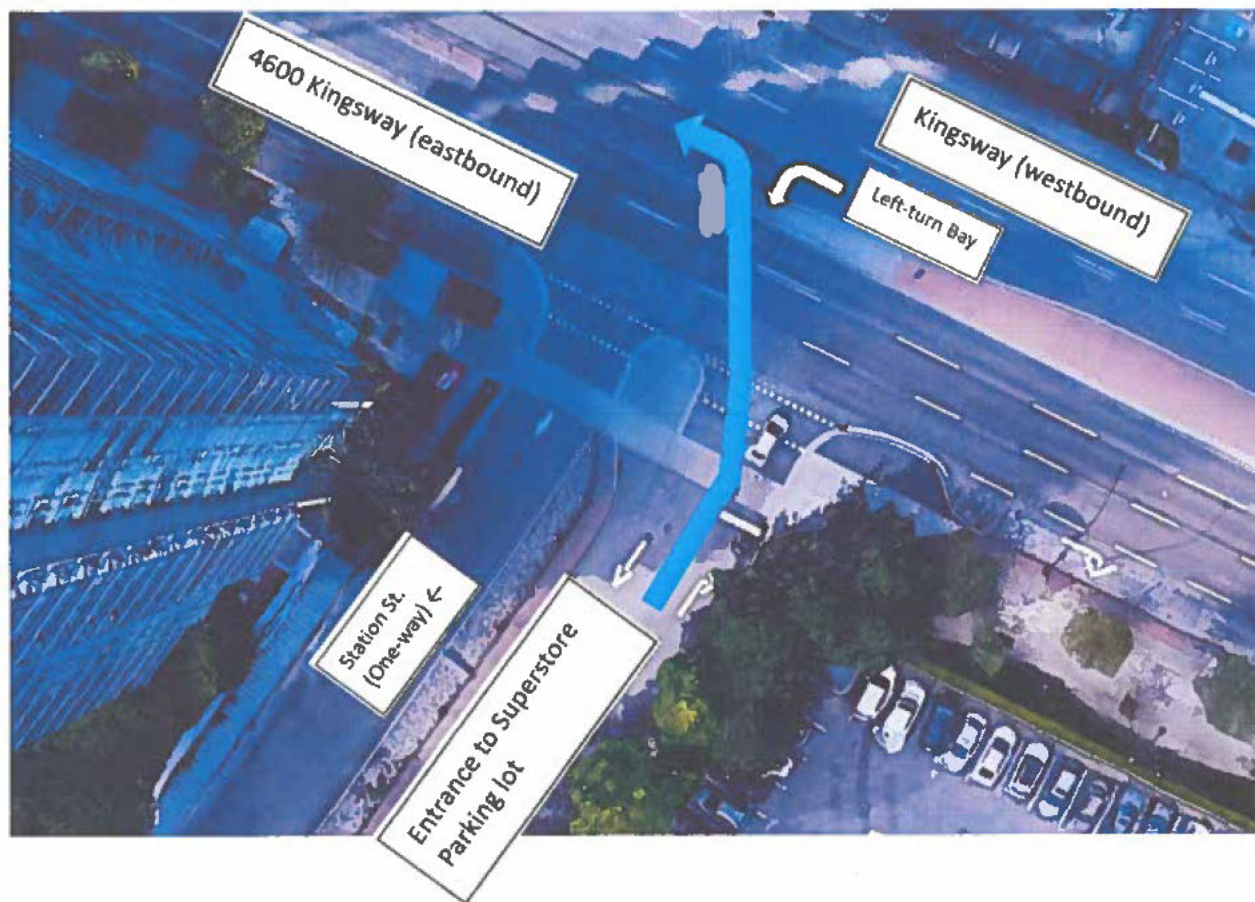 4600 Kingsway (eastbound)
Kingsway (westbound)
Left-turn Bay
Station St.
(One-way) ←
Entrance to Superstore
Parking lot